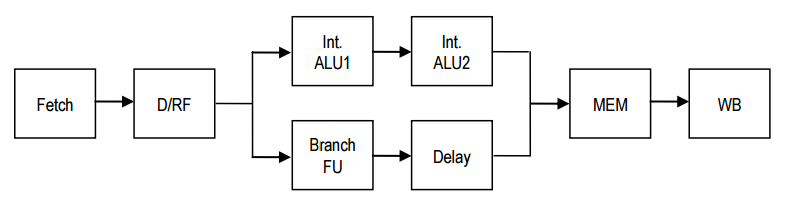 Fetch
D/RF
Int.
ALU1
Int.
ALU2
Branch
FU
Delay
MEM
WB